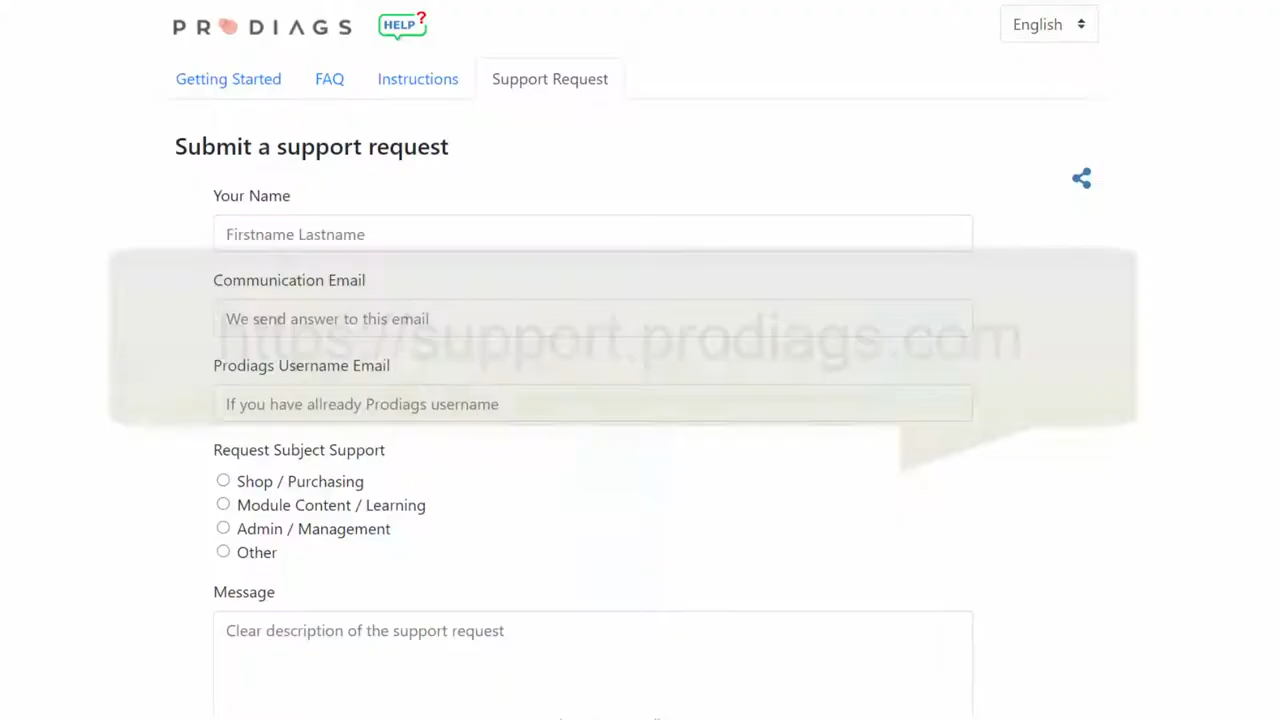 PRODIAGS HELP? English
Getting Started FAQ Instructions Support Request
Submit a support request
Your Name
Firstname Lastname
Communication Email
We send answer to this email
https://support.prodiags.com
Prodiags Username Email
If you have allready Prodiags username
Request Subject Support
Shop / Purchasing
Module Content / Learning
Admin / Management
Other
Message
Clear description of the support request